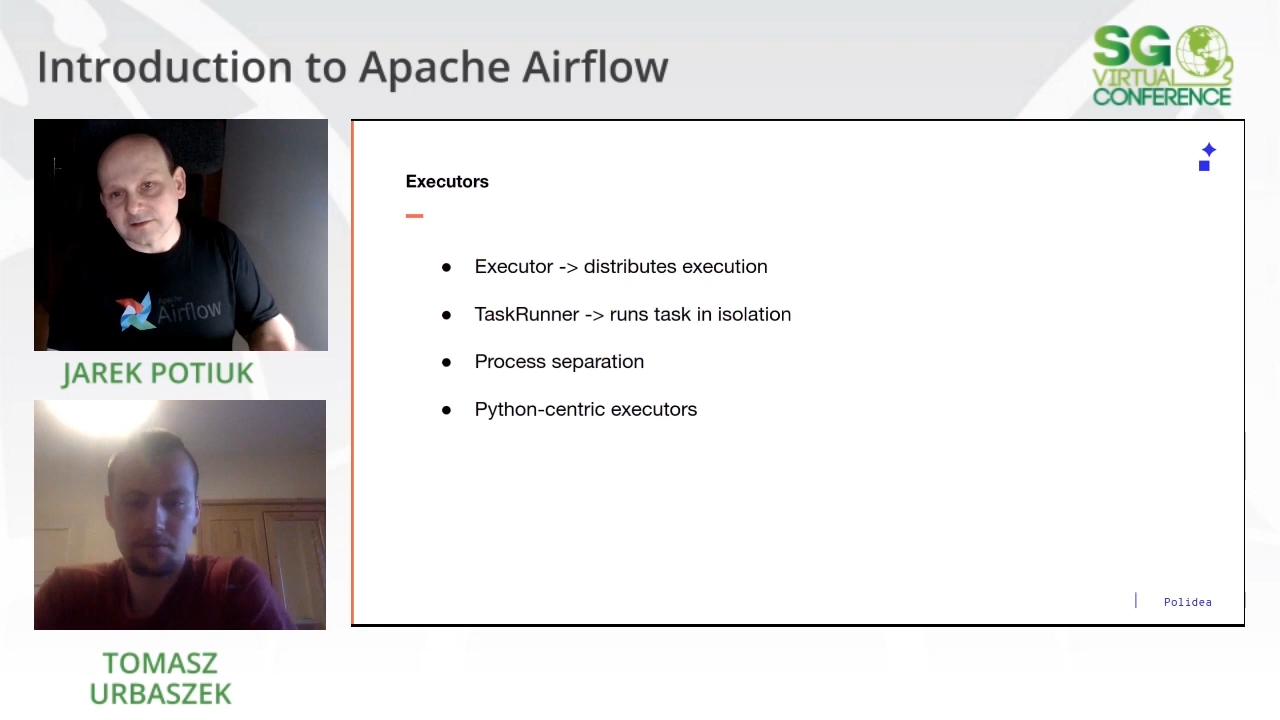 Introduction to Apache Airflow
SG
VIRTUAL
CONFERENCE
Apache
Airflow
JAREK POTIUK
TOMASZ
URBASZEK
Executors
● Executor -> distributes execution
● TaskRunner -> runs task in isolation
● Process separation
● Python-centric executors
Polidea